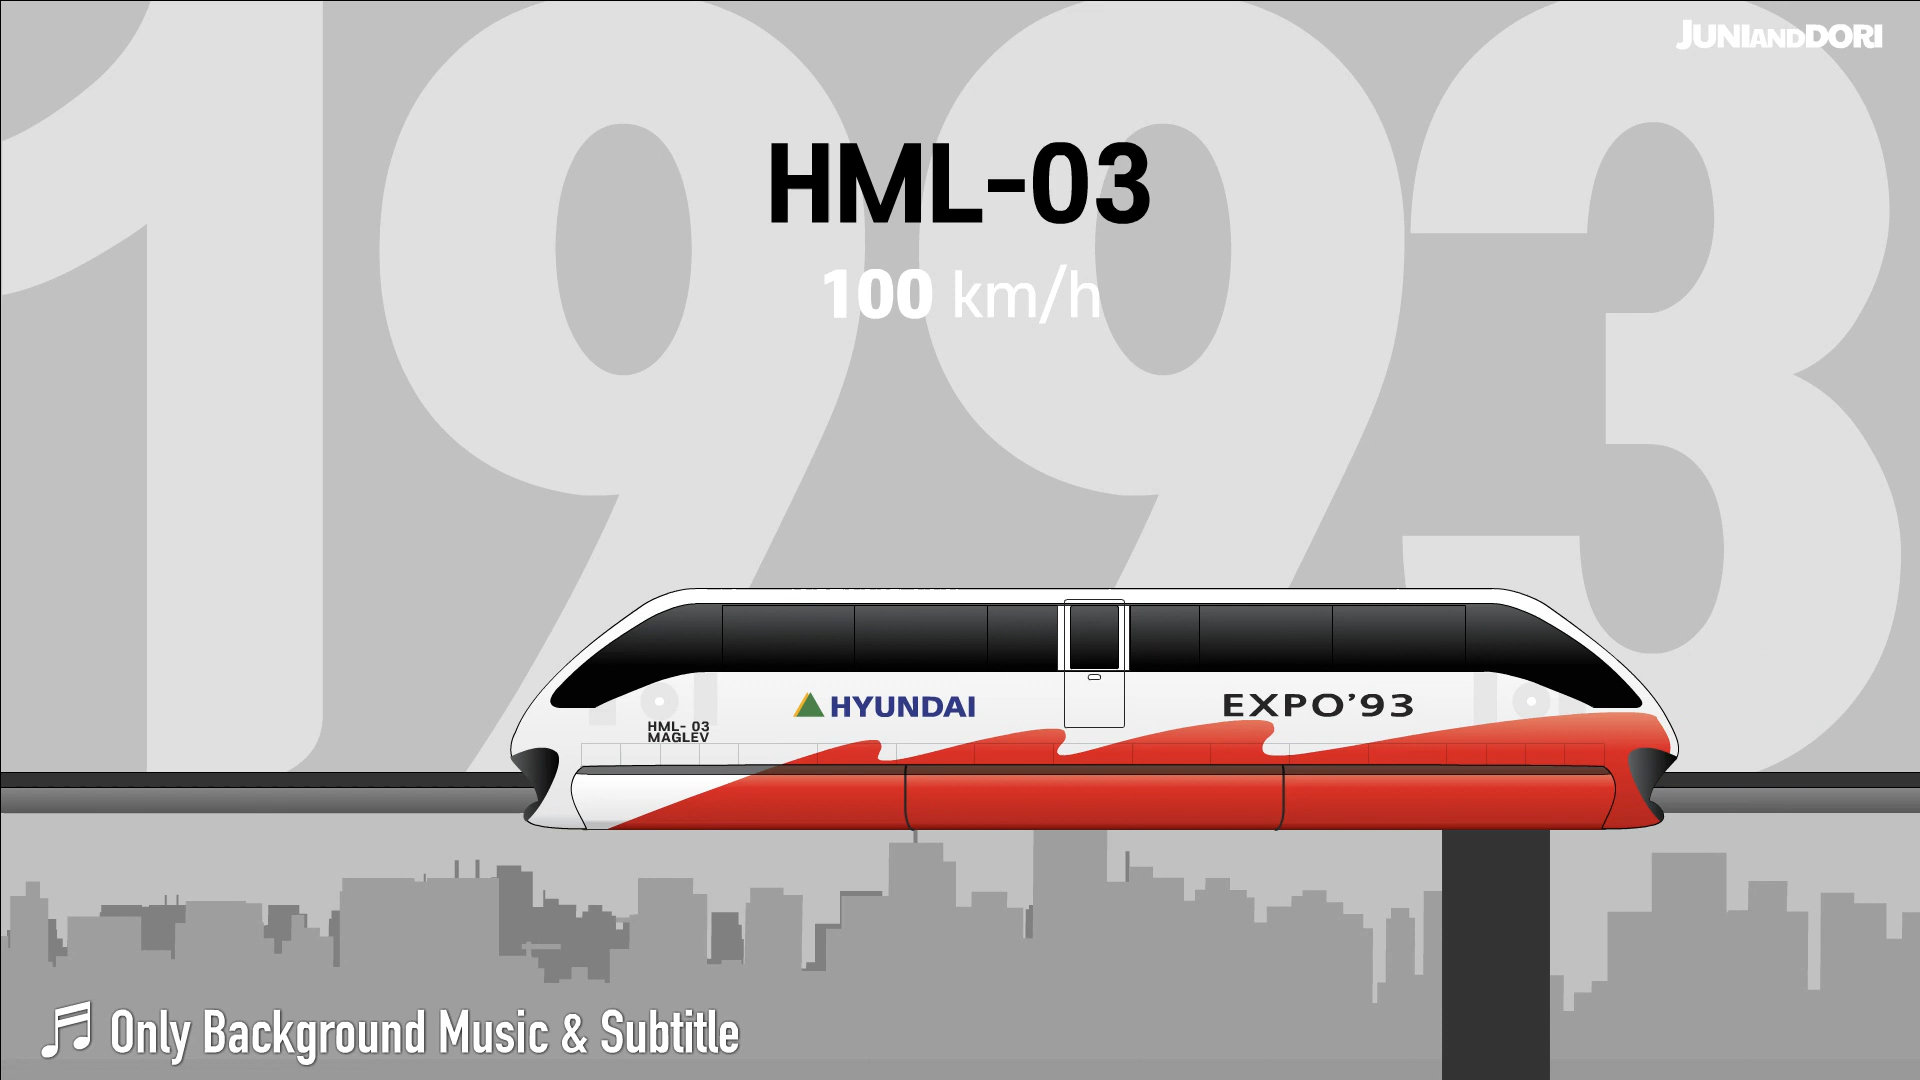 1993
JUNIANDDORI
HML-03
100 km/h
HYUNDAI
EXPO'93
HML- 03
MAGLEV
Only Background Music & Subtitle